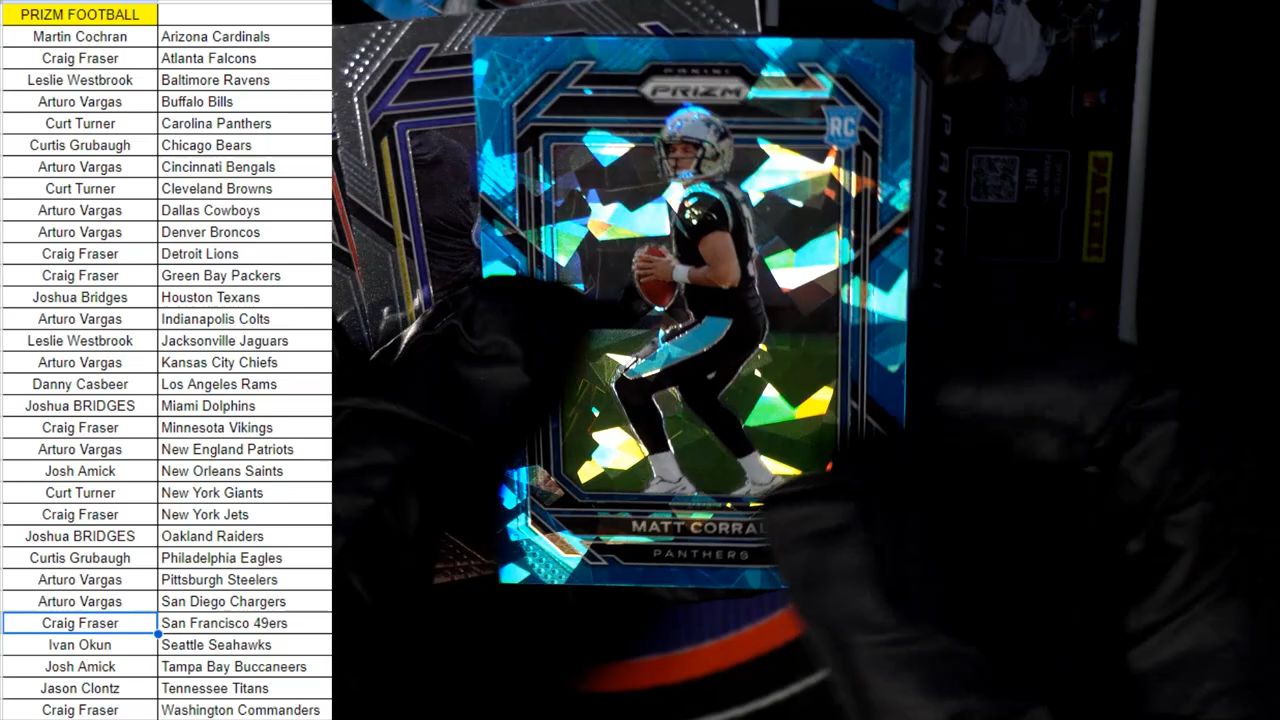 PRIZM FOOTBALL
Martin Cochran Arizona Cardinals
Craig Fraser Atlanta Falcons
Leslie Westbrook Baltimore Ravens
Arturo Vargas Buffalo Bills
Curt Turner Carolina Panthers
Curtis Grubaugh Chicago Bears
Arturo Vargas Cincinnati Bengals
Curt Turner Cleveland Browns
Arturo Vargas Dallas Cowboys
Arturo Vargas Denver Broncos
Craig Fraser Detroit Lions
Craig Fraser Green Bay Packers
Joshua Bridges Houston Texans
Arturo Vargas Indianapolis Colts
Leslie Westbrook Jacksonville Jaguars
Arturo Vargas Kansas City Chiefs
Danny Casbeer Los Angeles Rams
Joshua BRIDGES Miami Dolphins
Craig Fraser Minnesota Vikings
Arturo Vargas New England Patriots
Josh Amick New Orleans Saints
Curt Turner New York Giants
Craig Fraser New York Jets
Joshua BRIDGES Oakland Raiders
Curtis Grubaugh Philadelphia Eagles
Arturo Vargas Pittsburgh Steelers
Arturo Vargas San Diego Chargers
Craig Fraser San Francisco 49ers
Ivan Okun Seattle Seahawks
Josh Amick Tampa Bay Buccaneers
Jason Clontz Tennessee Titans
Craig Fraser Washington Commanders
PANINI
PRIZM
RC
MATT CORRAL
PANTHERS
PANINI
NFL